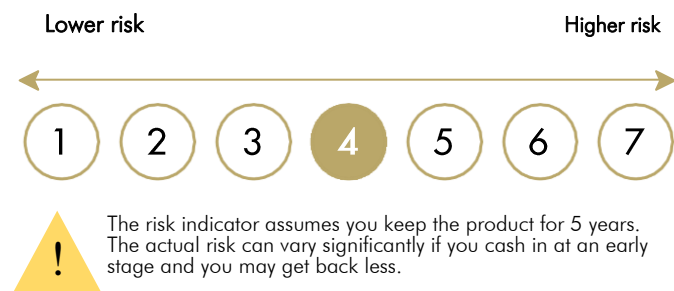 Lower risk Higher risk
1 2 3 4 5 6 7
! The risk indicator assumes you keep the product for 5 years.
The actual risk can vary significantly if you cash in at an early
stage and you may get back less.